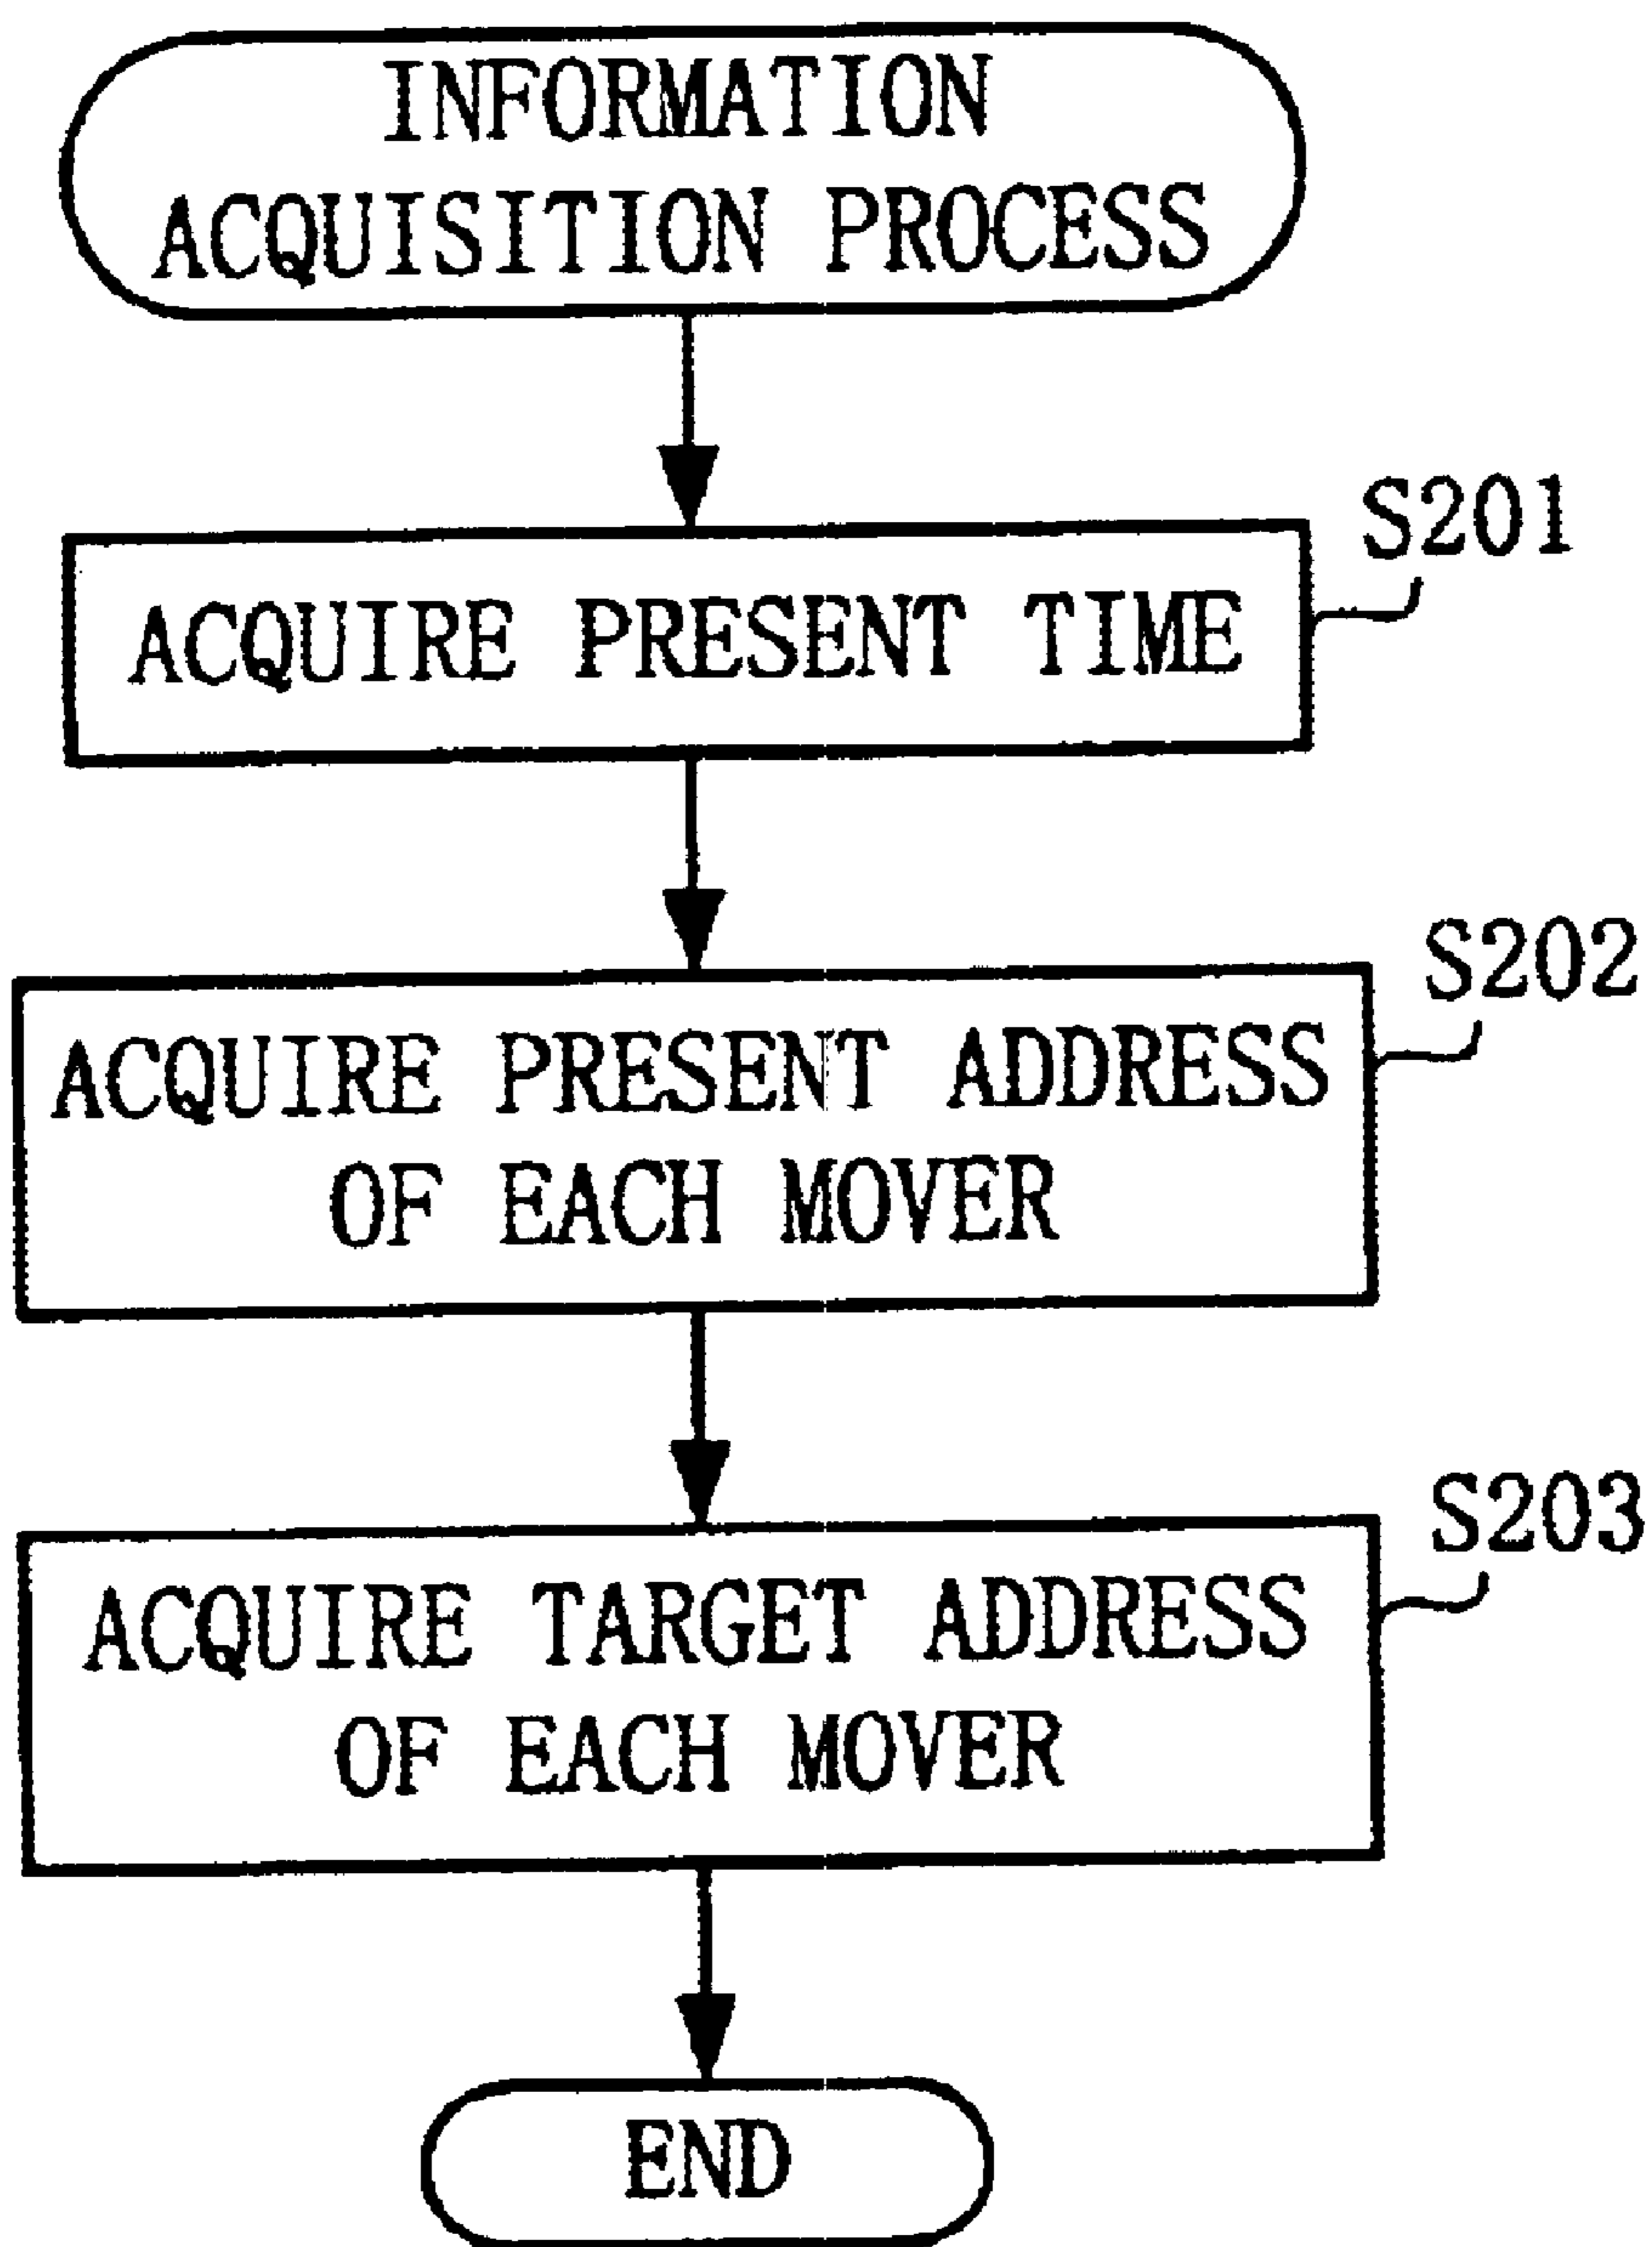 INFORMATION
ACQUISITION PROCESS
S201
ACQUIRE PRESENT TIME
S202
ACQUIRE PRESENT ADDRESS
OF EACH MOVER
S203
ACQUIRE TARGET ADDRESS
OF EACH MOVER
END